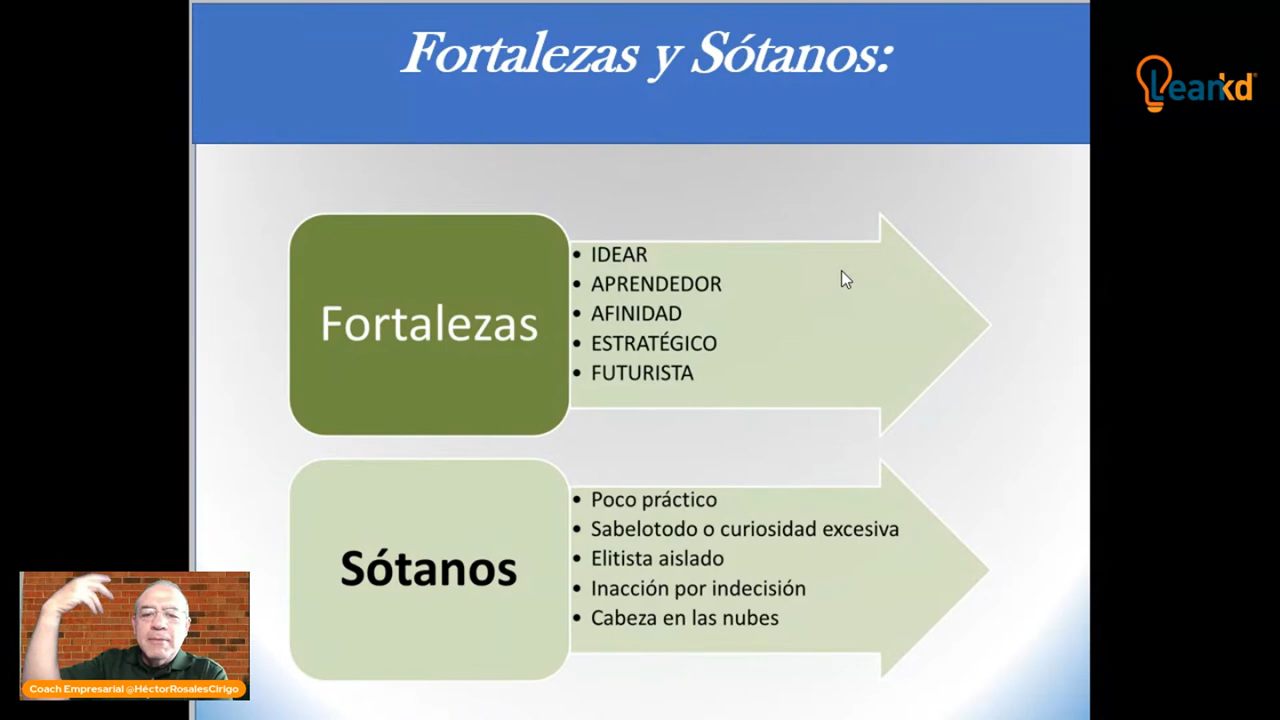 Fortalezas y Sótanos:
Leankd
Fortalezas
• IDEAR
• APRENDEDOR
• AFINIDAD
• ESTRATÉGICO
• FUTURISTA
Sótanos
• Poco práctico
• Sabelotodo o curiosidad excesiva
• Elitista aislado
• Inacción por indecisión
• Cabeza en las nubes
Coach Empresarial @HéctorRosalesCirigo